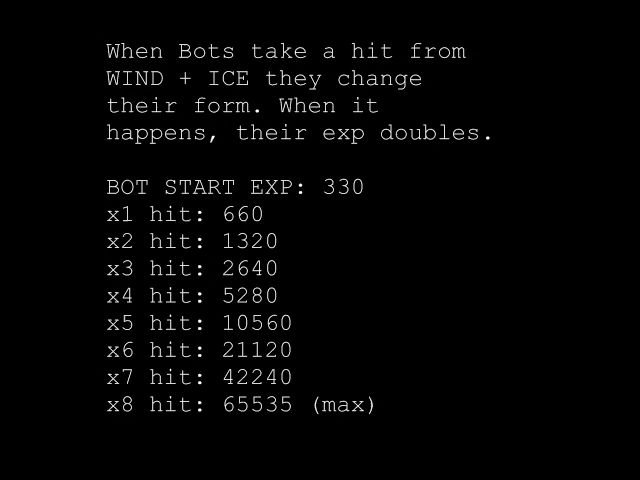 When Bots take a hit from
WIND + ICE they change
their form. When it
happens, their exp doubles.
BOT START EXP: 330
x1 hit: 660
x2 hit: 1320
x3 hit: 2640
x4 hit: 5280
x5 hit: 10560
x6 hit: 21120
x7 hit: 42240
x8 hit: 65535 (max)